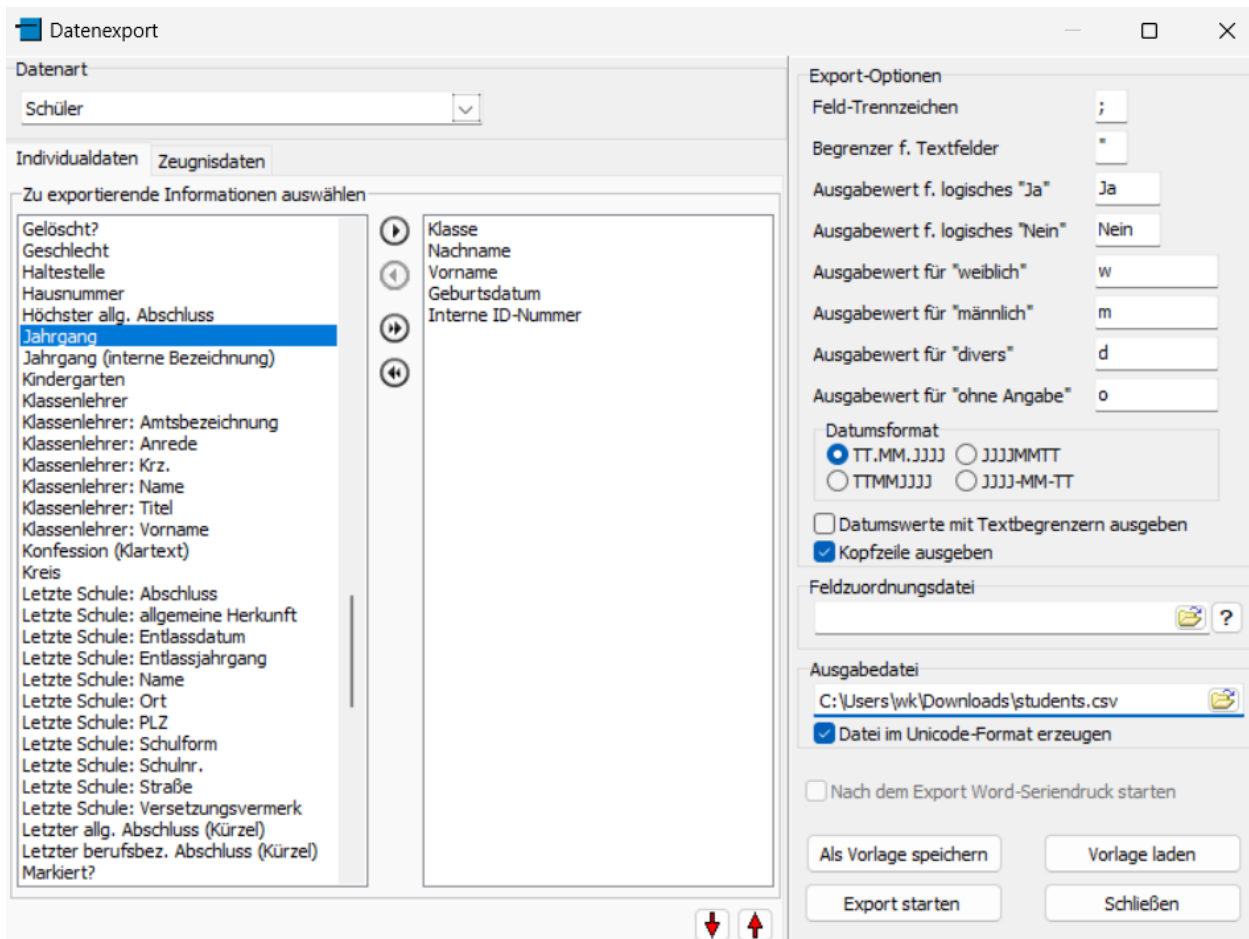 Datenexport
Datenart
Schüler
Individualdaten
Zeugnisdaten
Zu exportierende Informationen auswählen
Gelöscht?
Geschlecht
Haltestelle
Hausnummer
Höchster allg. Abschluss
Jahrgang
Jahrgang (interne Bezeichnung)
Kindergarten
Klassenlehrer
Klassenlehrer: Amtsbezeichnung
Klassenlehrer: Anrede
Klassenlehrer: Krz.
Klassenlehrer: Name
Klassenlehrer: Titel
Klassenlehrer: Vorname
Konfession (Klartext)
Kreis
Letzte Schule: Abschluss
Letzte Schule: allgemeine Herkunft
Letzte Schule: Entlassdatum
Letzte Schule: Entlassjahrgang
Letzte Schule: Name
Letzte Schule: Ort
Letzte Schule: PLZ
Letzte Schule: Schulform
Letzte Schule: Schulnr.
Letzte Schule: Straße
Letzte Schule: Versetzungsvermerk
Letzter allg. Abschluss (Kürzel)
Letzter berufsbez. Abschluss (Kürzel)
Markiert?
Klasse
Nachname
Vorname
Geburtsdatum
Interne ID-Nummer
Export-Optionen
Feld-Trennzeichen ;
Begrenzer f. Textfelder "
Ausgabewert f. logisches "Ja" Ja
Ausgabewert f. logisches "Nein" Nein
Ausgabewert für "weiblich" w
Ausgabewert für "männlich" m
Ausgabewert für "divers" d
Ausgabewert für "ohne Angabe" o
Datumsformat
TT.MM.JJJJ JJJJMMTT
TTMMJJJJ JJJJ-MM-TT
Datumswerte mit Textbegrenzern ausgeben
Kopfzeile ausgeben
Feldzuordnungsdatei
?
Ausgabedatei
C:\Users\wk\Downloads\students.csv
Datei im Unicode-Format erzeugen
Nach dem Export Word-Seriendruck starten
Als Vorlage speichern
Vorlage laden
Export starten
Schließen